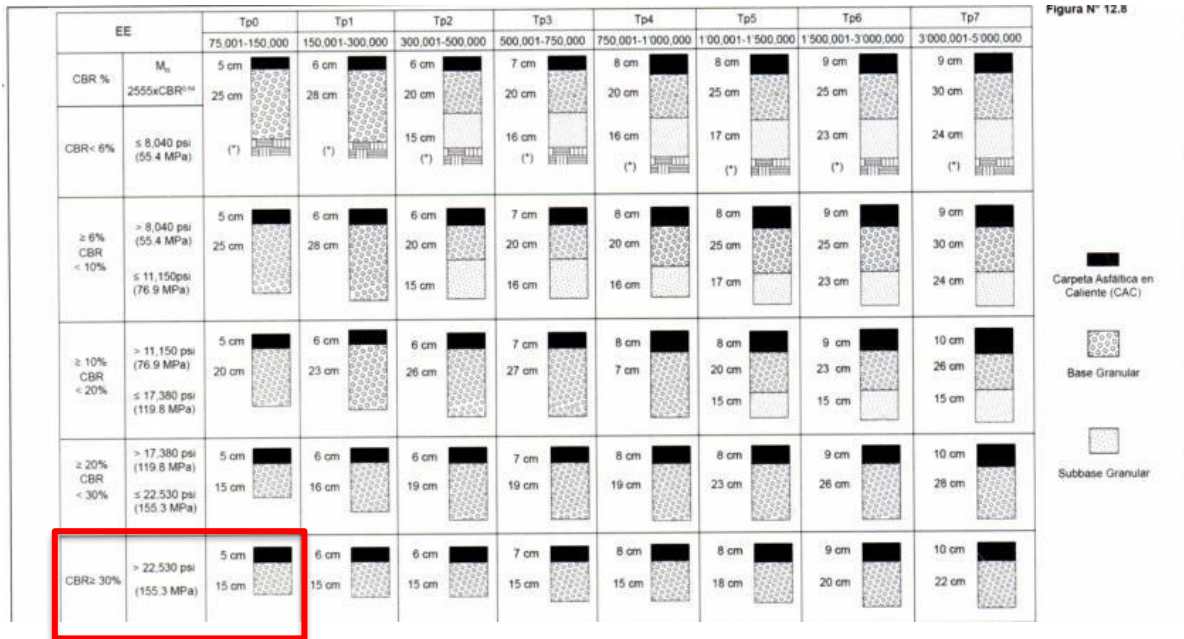 Figura N° 12.8
EE
Tp0 Tp1 Tp2 Tp3 Tp4 Tp5 Tp6 Tp7
75,001-150,000 150,001-300,000 300,001-500,000 500,001-750,000 750,001-1'000,000 1'00,001-1'500,000 1'500,001-3'000,000 3'000,001-5'000,000
CBR % 5 cm 6 cm 6 cm 7 cm 8 cm 8 cm 9 cm 9 cm
2555xCBR 25 cm 28 cm 20 cm 20 cm 20 cm 25 cm 25 cm 30 cm
CBR< 6% ≤ 8,040 psi (55.4 MPa) (*) (*) 15 cm 16 cm 16 cm 17 cm 23 cm 24 cm
(*) (*) (*) (*) (*) (*)
≥ 6% CBR < 10%
> 8,040 psi (55.4 MPa)
≤ 11,150psi (76.9 MPa)
5 cm 6 cm 6 cm 7 cm 8 cm 8 cm 9 cm 9 cm
25 cm 28 cm 20 cm 20 cm 20 cm 25 cm 25 cm 30 cm
15 cm 16 cm 16 cm 17 cm 23 cm 24 cm
≥ 10% CBR < 20%
> 11,150 psi (76.9 MPa)
≤ 17,380 psi (119.8 MPa)
5 cm 6 cm 6 cm 7 cm 8 cm 8 cm 9 cm 10 cm
20 cm 23 cm 26 cm 27 cm 7 cm 20 cm 23 cm 26 cm
15 cm 15 cm 15 cm
≥ 20% CBR < 30%
> 17,380 psi (119.8 MPa)
≤ 22.530 psi (155.3 MPa)
5 cm 6 cm 6 cm 7 cm 8 cm 8 cm 9 cm 10 cm
15 cm 16 cm 19 cm 19 cm 19 cm 23 cm 26 cm 28 cm
CBR≥ 30%
> 22,530 psi
(155.3 MPa)
5 cm 6 cm 6 cm 7 cm 8 cm 8 cm 9 cm 10 cm
15 cm 15 cm 15 cm 15 cm 15 cm 18 cm 20 cm 22 cm
Carpeta Asfáltica en
Caliente (CAC)
Base Granular
Subbase Granular